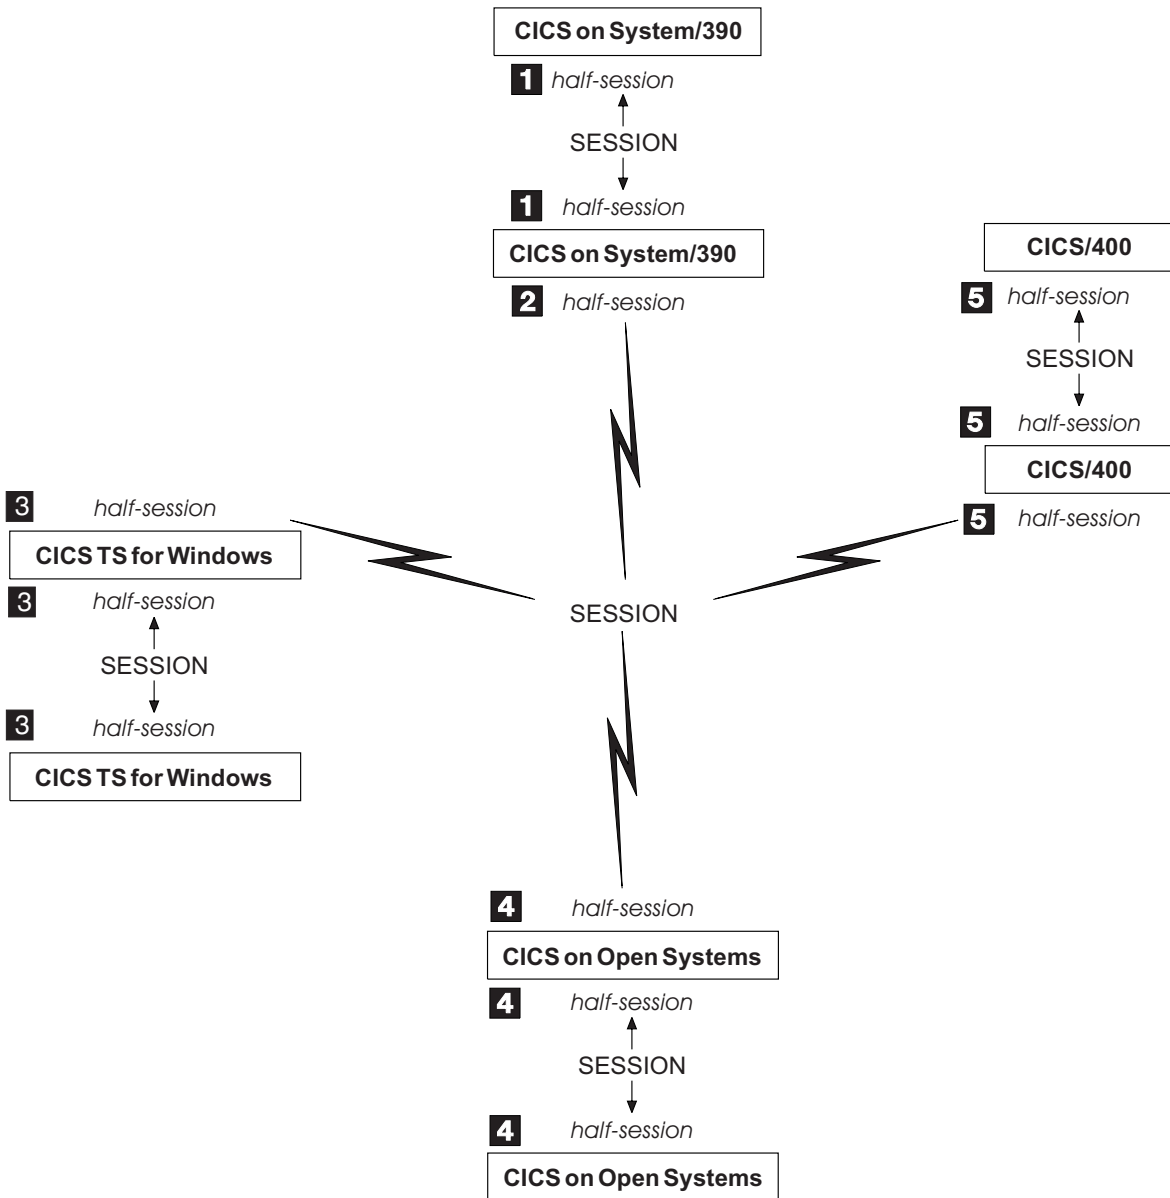 CICS on System/390
1 half-session
SESSION
1 half-session
CICS on System/390
2 half-session
CICS/400
5 half-session
SESSION
5 half-session
CICS/400
5 half-session
3 half-session
CICS TS for Windows
3 half-session
SESSION
3 half-session
CICS TS for Windows
SESSION
4 half-session
CICS on Open Systems
4 half-session
SESSION
4 half-session
CICS on Open Systems